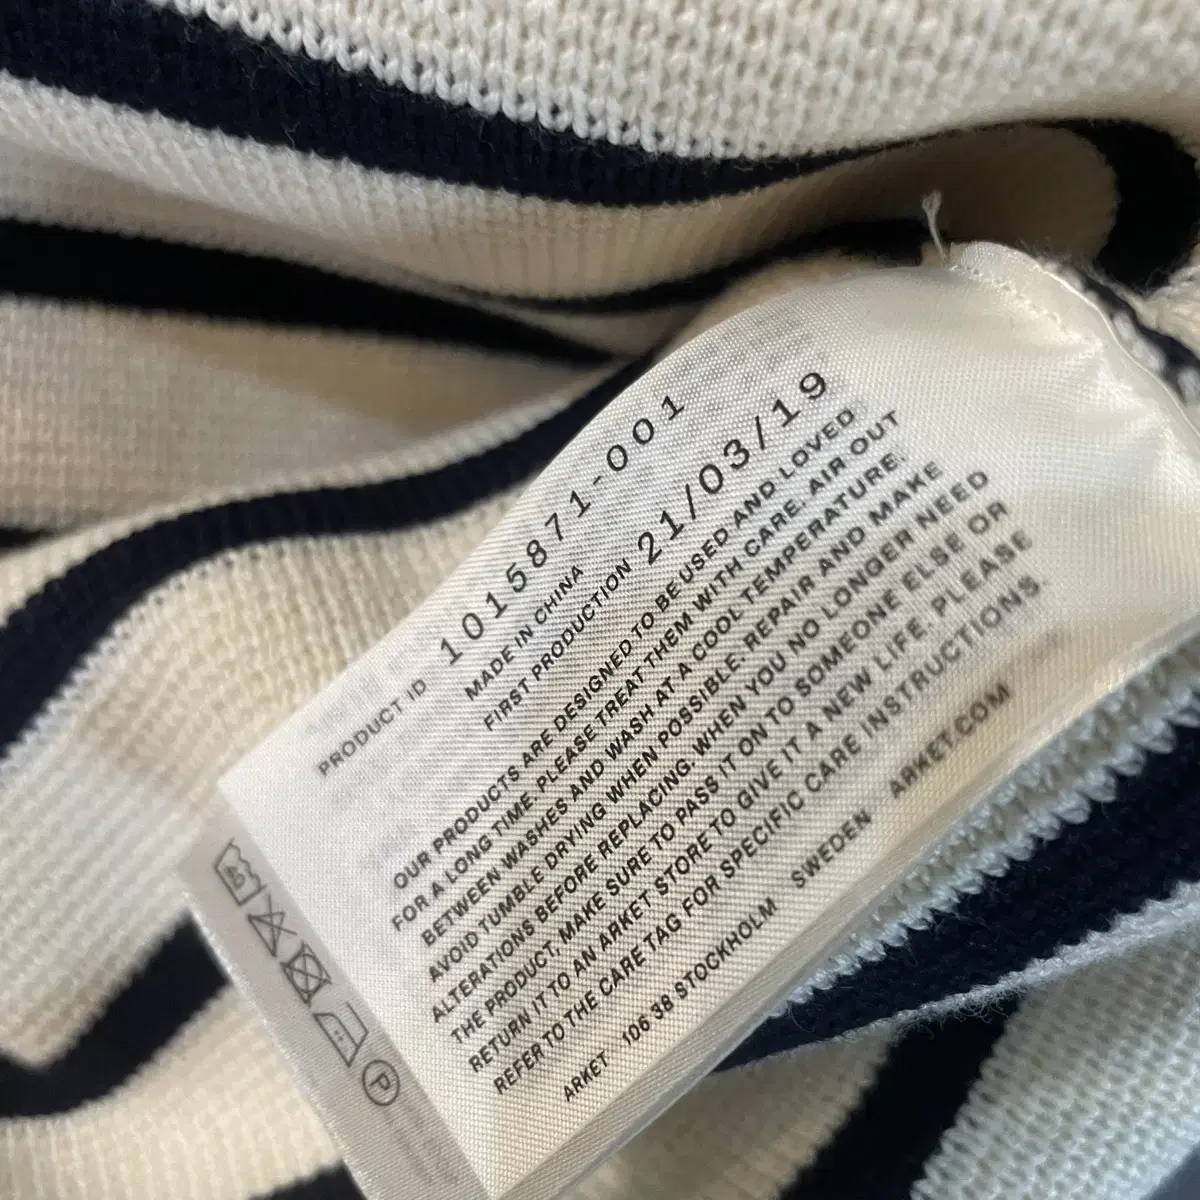 PRODUCT ID 1015871-001
MADE IN CHINA
FIRST PRODUCTION 21/03/19
OUR PRODUCTS ARE DESIGNED TO BE USED AND LOVED
FOR A LONG TIME. PLEASE TREAT THEM WITH CARE. AIR OUT
BETWEEN WASHES AND WASH AT A COOL TEMPERATURE.
AVOID TUMBLE DRYING WHEN POSSIBLE. REPAIR AND MAKE
ALTERATIONS BEFORE REPLACING. WHEN YOU NO LONGER NEED
THE PRODUCT, MAKE SURE TO PASS IT ON TO SOMEONE ELSE OR
RETURN IT TO AN ARKET STORE TO GIVE IT A NEW LIFE. PLEASE
REFER TO THE CARE TAG FOR SPECIFIC CARE INSTRUCTIONS.
ARKET 106 38 STOCKHOLM SWEDEN ARKET.COM
40
P